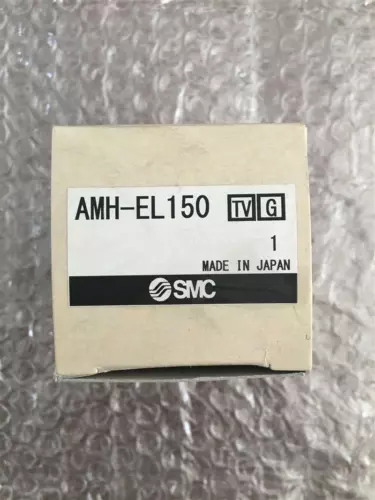 AMH-EL150 TV G
1
MADE IN JAPAN
SMC